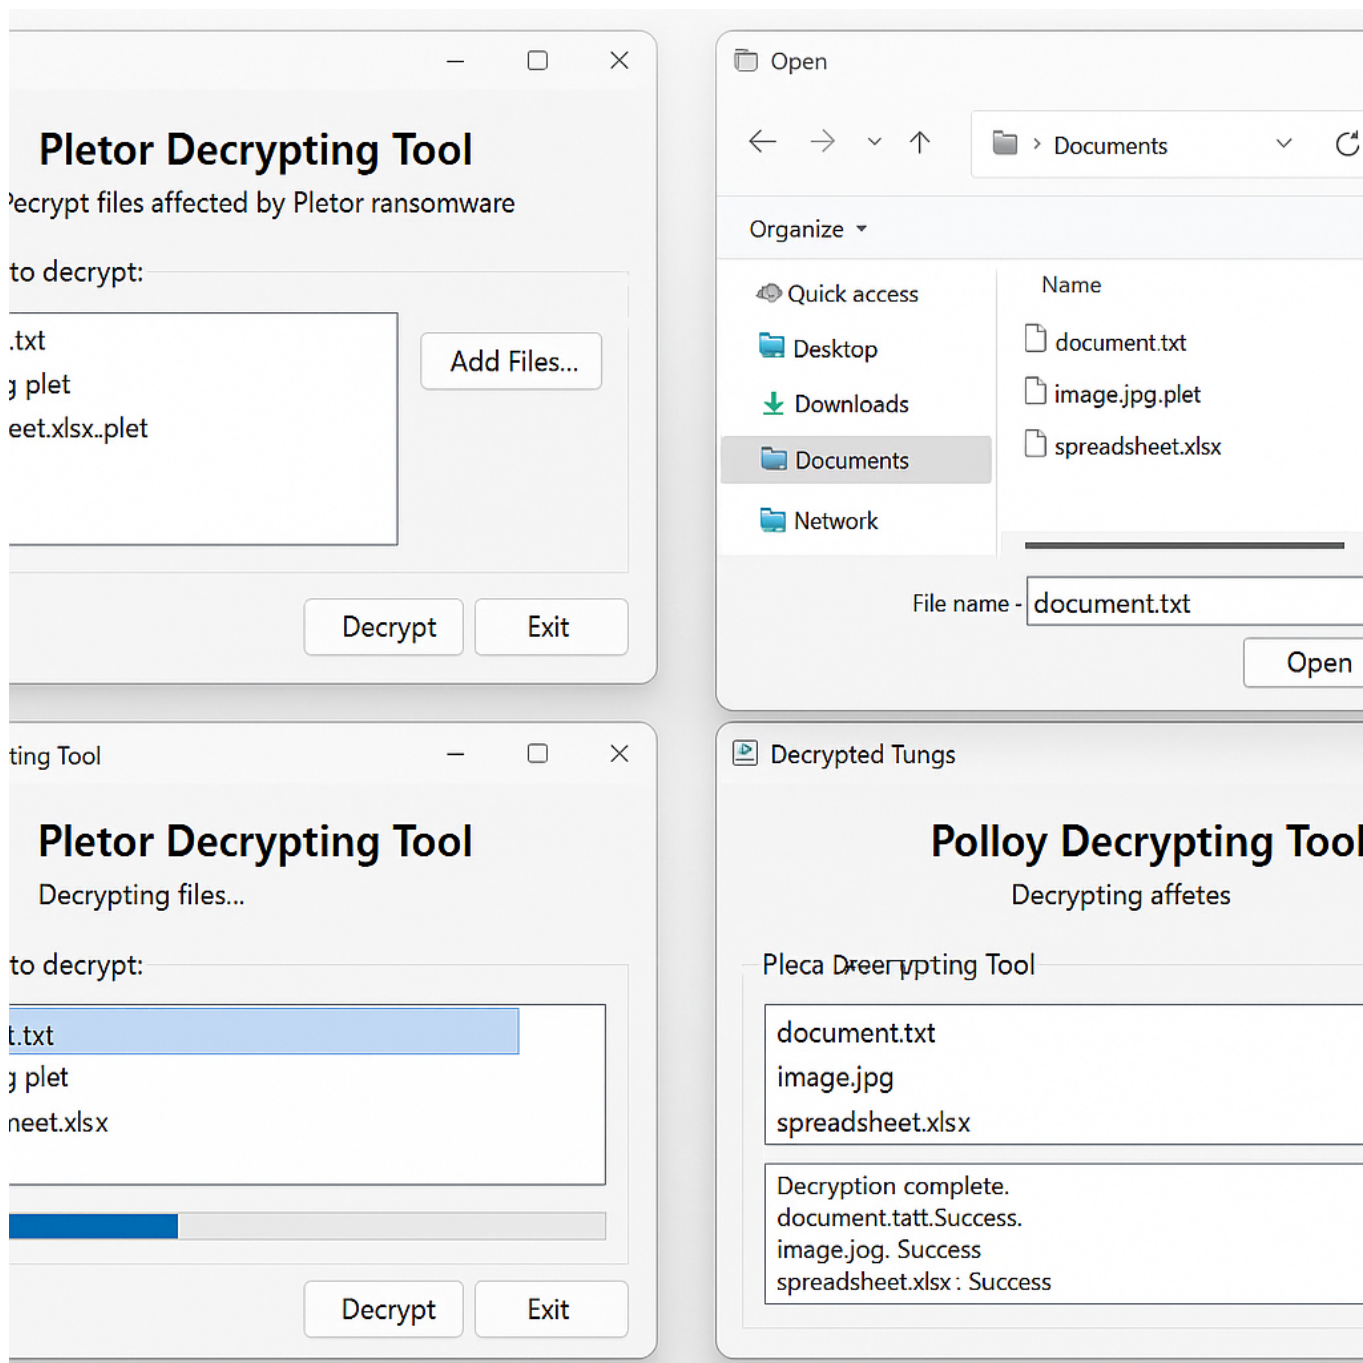 Pletor Decrypting Tool
ecrypt files affected by Pletor ransomware
to decrypt:
.txt
g plet
eet.xlsx..plet
Add Files...
Decrypt
Exit
Open
Documents
Organize
Quick access
Desktop
Downloads
Documents
Network
Name
document.txt
image.jpg.plet
spreadsheet.xlsx
File name - document.txt
Open
ting Tool
Pletor Decrypting Tool
Decrypting files...
to decrypt:
t.txt
g plet
neet.xlsx
Decrypt
Exit
Decrypted Tungs
Polloy Decrypting Tool
Decrypting affetes
Pleca Tool
document.txt
image.jpg
spreadsheet.xlsx
Decryption complete.
document.tatt.Success.
image.jog. Success
spreadsheet.xlsx : Success